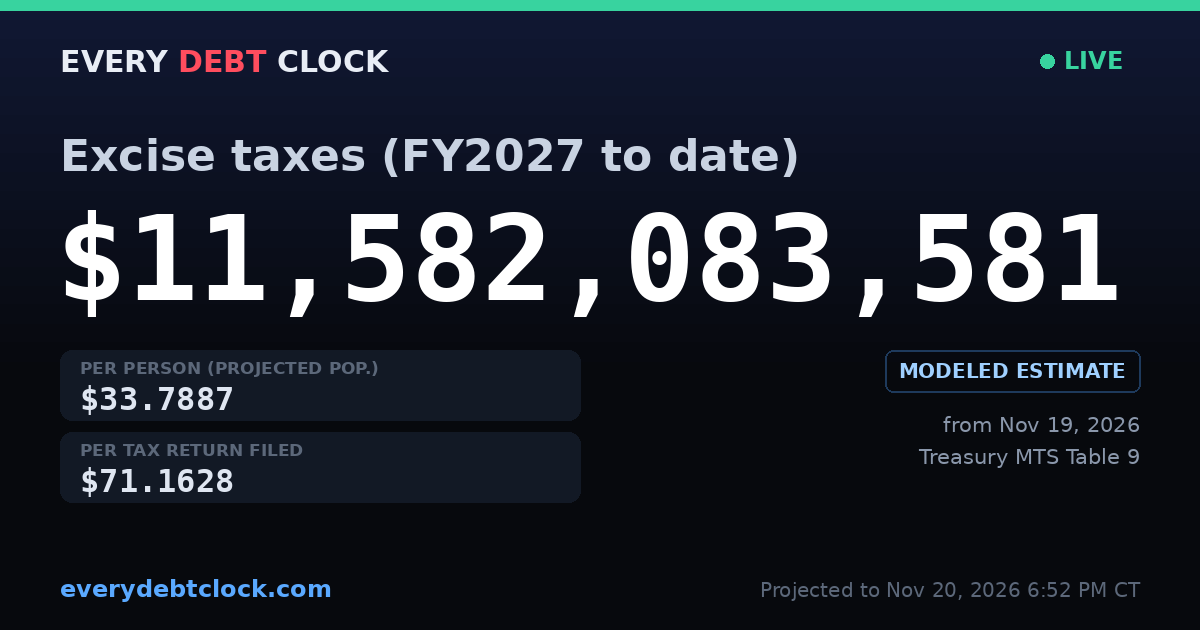 EVERY DEBT CLOCK
LIVE
Excise taxes (FY2027 to date)
$11,582,083,581
PER PERSON (PROJECTED POP.)
$33.7887
PER TAX RETURN FILED
$71.1628
MODELED ESTIMATE
from Nov 19, 2026
Treasury MTS Table 9
everydebtclock.com
Projected to Nov 20, 2026 6:52 PM CT